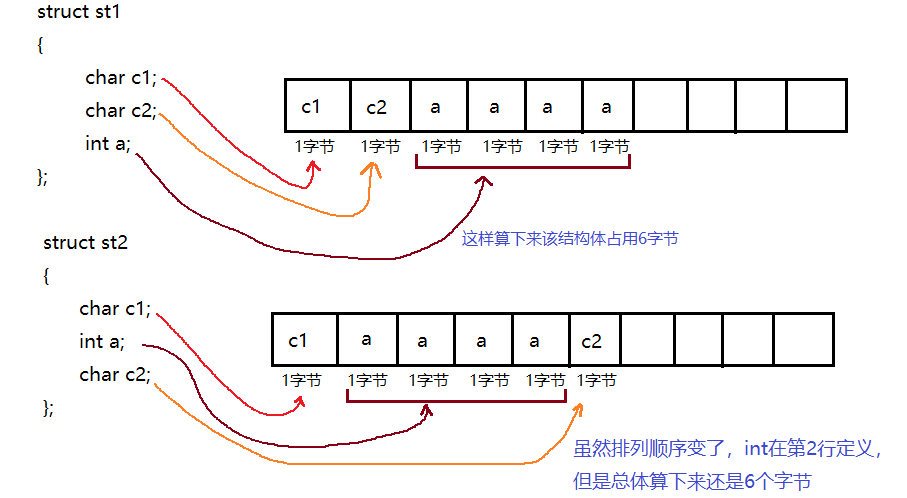 struct st1
{
char c1;
char c2;
int a;
};
c1 c2 a a a a
1字节 1字节 1字节 1字节 1字节 1字节
这样算下来该结构体占用6字节
struct st2
{
char c1;
int a;
char c2;
};
c1 a a a a c2
1字节 1字节 1字节 1字节 1字节 1字节
虽然排列顺序变了，int在第2行定义，
但是总体算下来还是6个字节